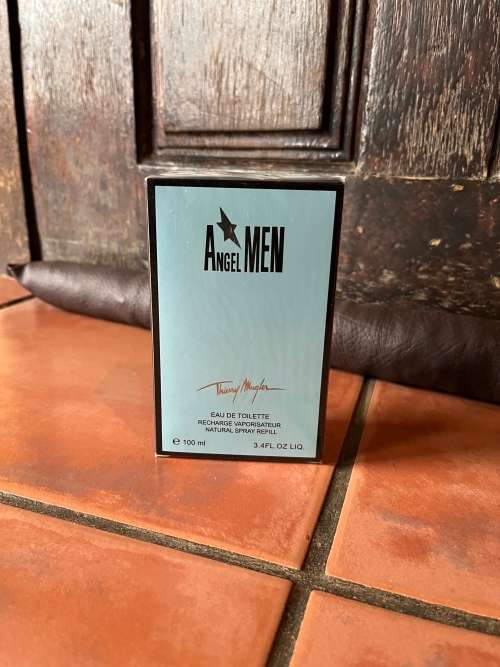 ANGEL MEN
Thierry Mugler
EAU DE TOILETTE
RECHARGE VAPORISATEUR
NATURAL SPRAY REFILL
e 100 ml 3.4FL.OZ LIQ.